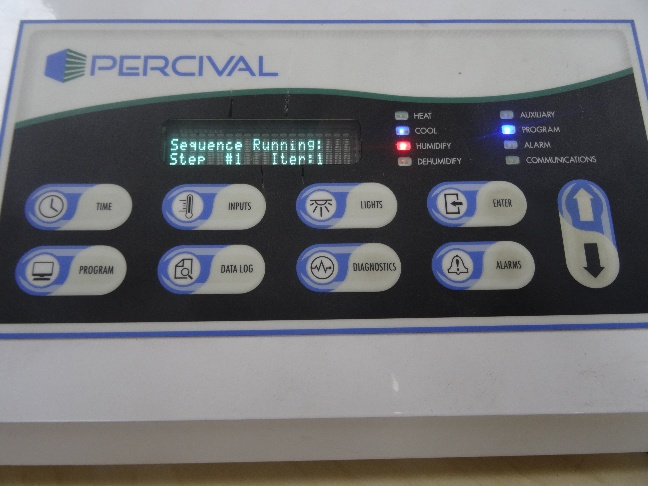 PERCIVAL
Sequence Running:
Step #1 Iter:1
HEAT
COOL
HUMIDIFY
DEHUMIDIFY
AUXILIARY
PROGRAM
ALARM
COMMUNICATIONS
TIME
INPUTS
LIGHTS
ENTER
PROGRAM
DATA LOG
DIAGNOSTICS
ALARMS